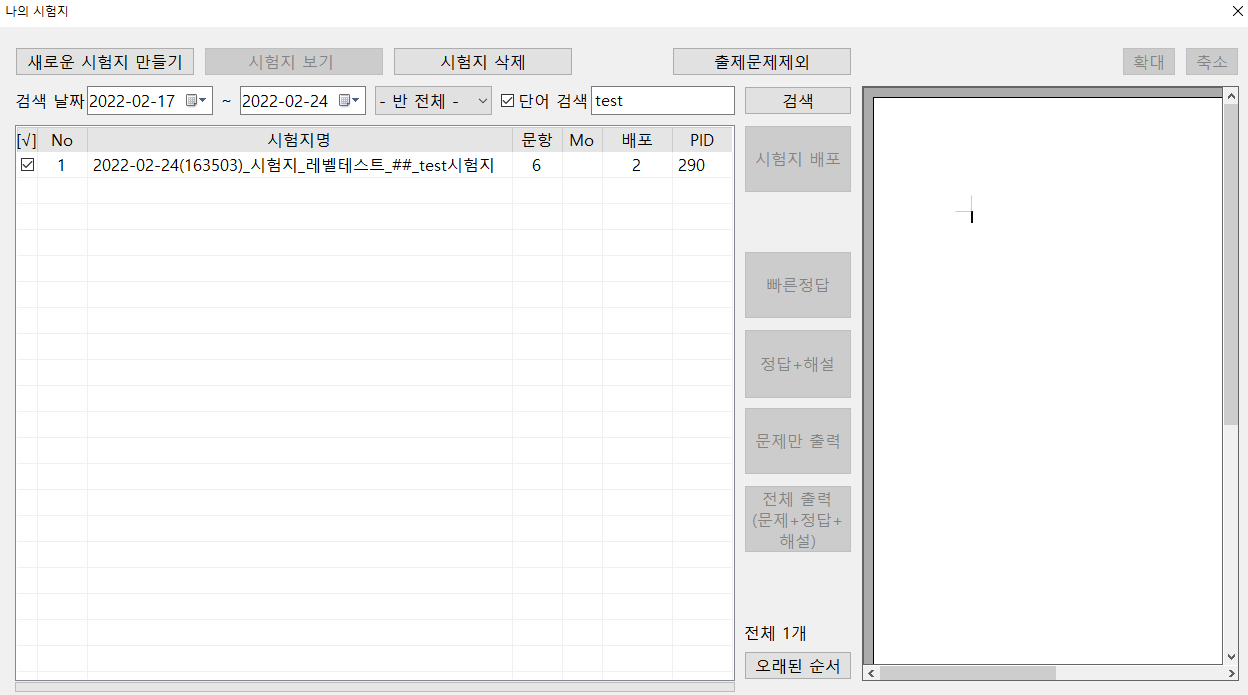 나의 시험지
새로운 시험지 만들기 시험지 보기 시험지 삭제 출제문제제외 확대 축소
검색 날짜 2022-02-17 ~ 2022-02-24 - 반 전체 - 단어 검색 test 검색
[√] No 시험지명 문항 Mo 배포 PID
1 2022-02-24(163503)_시험지_레벨테스트_##_test시험지 6 2 290
시험지 배포
빠른정답
정답+해설
문제만 출력
전체 출력
(문제+정답+
해설)
전체 1개
오래된 순서